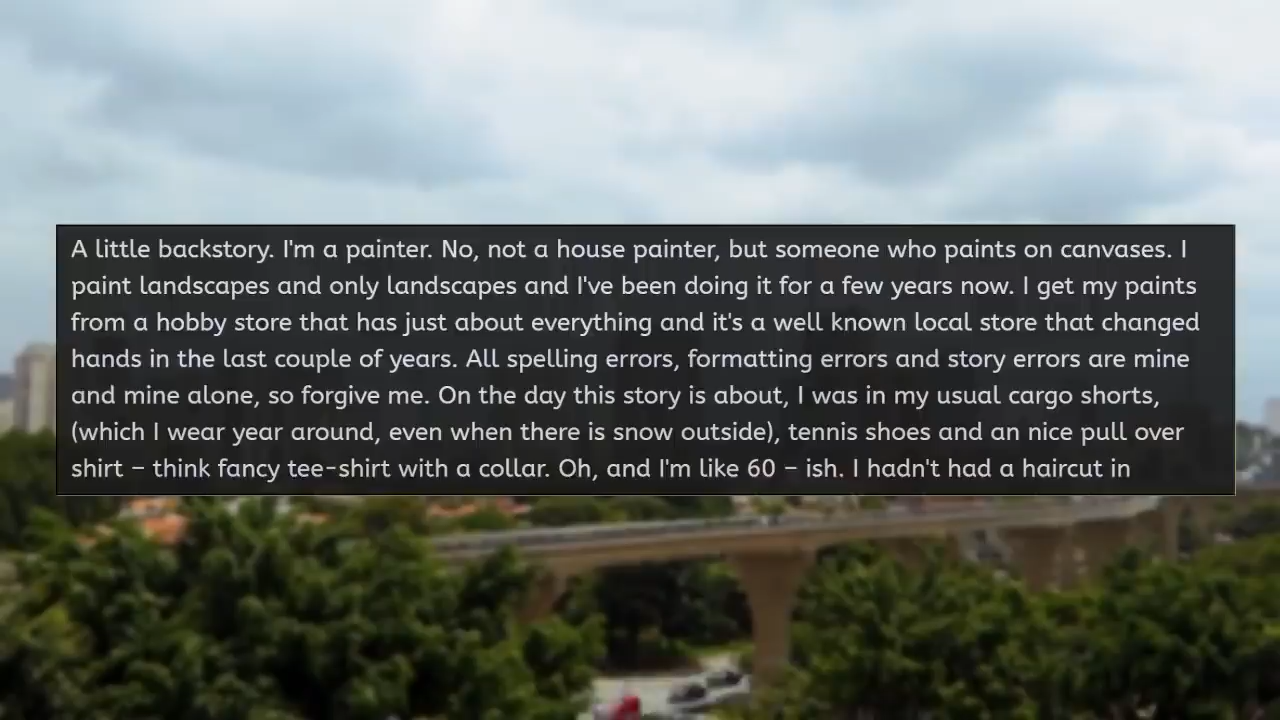 A little backstory. I'm a painter. No, not a house painter, but someone who paints on canvases. I
paint landscapes and only landscapes and I've been doing it for a few years now. I get my paints
from a hobby store that has just about everything and it's a well known local store that changed
hands in the last couple of years. All spelling errors, formatting errors and story errors are mine
and mine alone, so forgive me. On the day this story is about, I was in my usual cargo shorts,
(which I wear year around, even when there is snow outside), tennis shoes and an nice pull over
shirt – think fancy tee-shirt with a collar. Oh, and I'm like 60 – ish. I hadn't had a haircut in